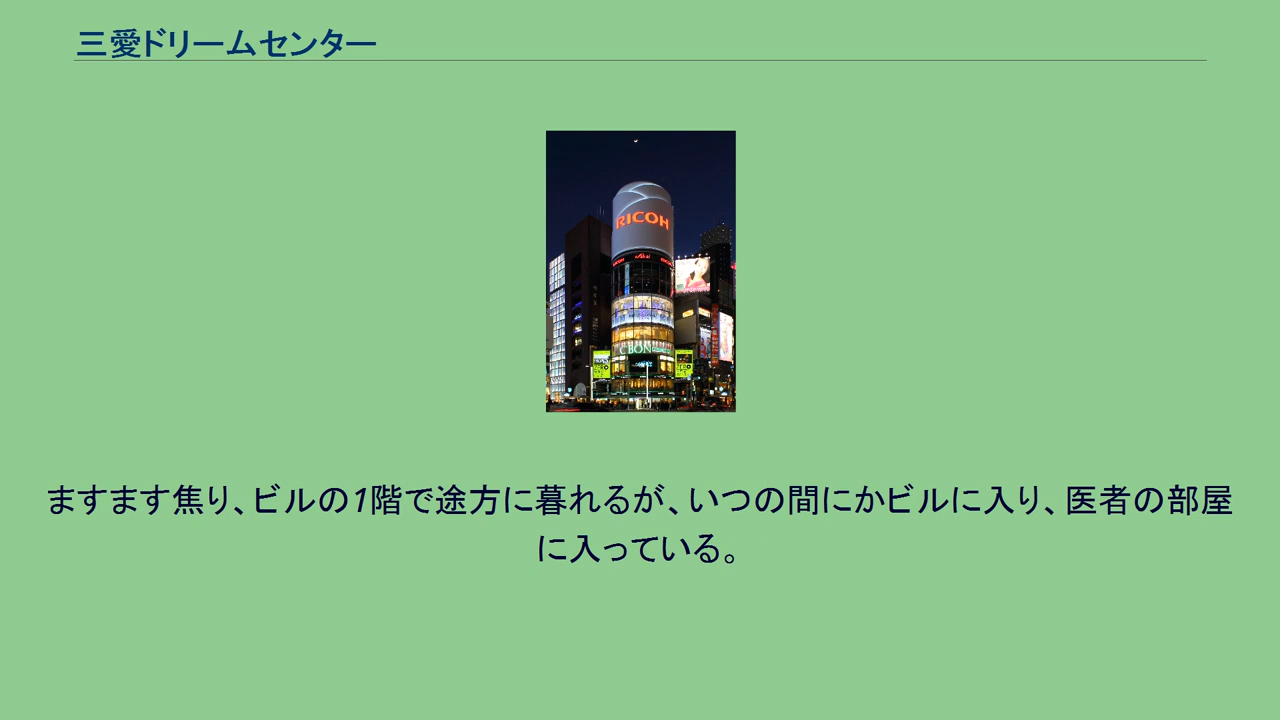 三愛ドリームセンター
RICOH
C'BON
ますます焦り、ビルの1階で途方に暮れるが、いつの間にかビルに入り、医者の部屋
に入っている。